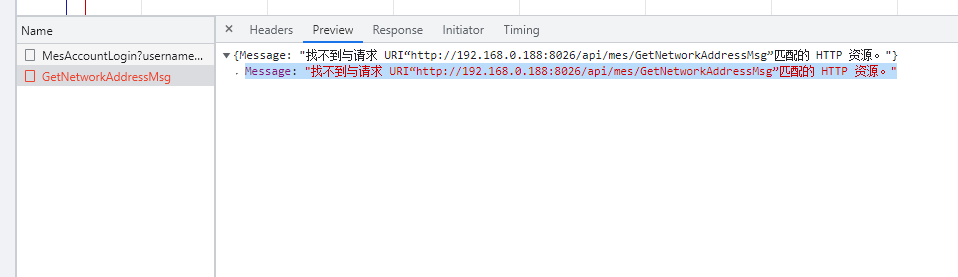 Name
Headers Preview Response Initiator Timing
MesAccountLogin?username...
GetNetworkAddressMsg
{Message: "找不到与请求 URI“http://192.168.0.188:8026/api/mes/GetNetworkAddressMsg”匹配的 HTTP 资源。"}
Message: "找不到与请求 URI“http://192.168.0.188:8026/api/mes/GetNetworkAddressMsg”匹配的 HTTP 资源。"